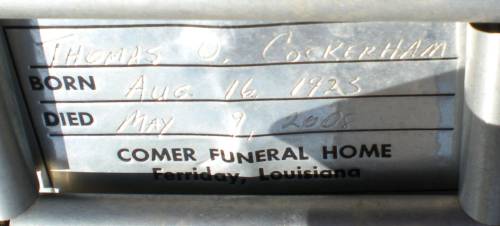 THOMAS O. COCKERHAM
BORN AUG. 16, 1925
DIED MAY 9, 2008
COMER FUNERAL HOME
Ferriday, Louisiana